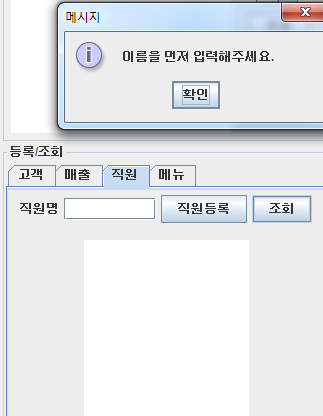 메시지
이름을 먼저 입력해주세요.
확인
등록/조회
고객 매출 직원 메뉴
직원명 직원등록 조회